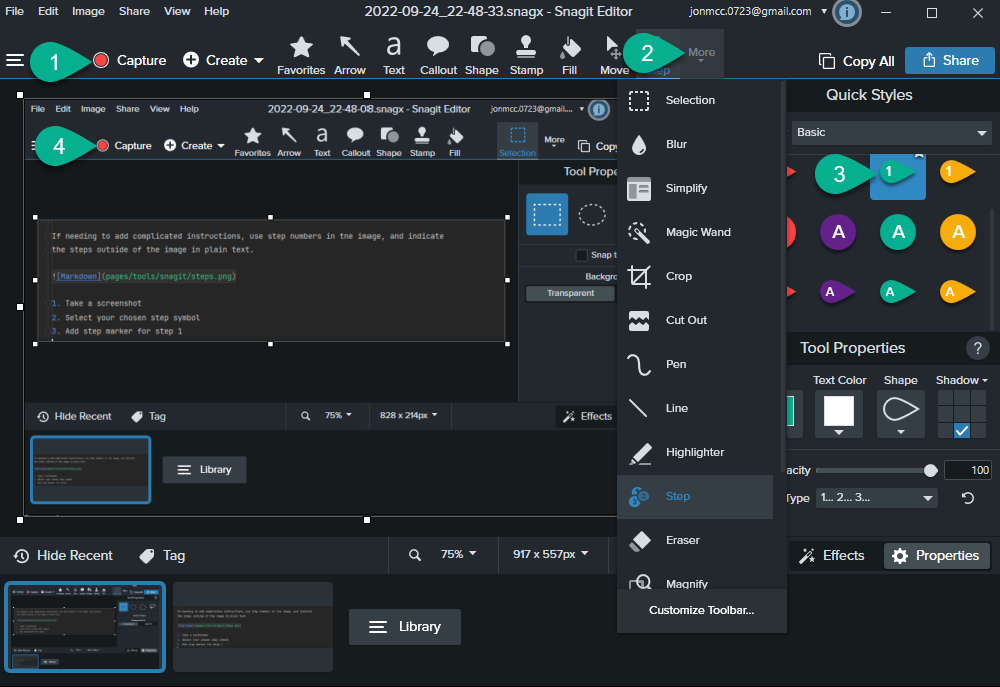 File Edit Image Share View Help
2022-09-24_22-48-33.snagx - Snagit Editor
jonmcc.0723@gmail.com
1 Capture Create
Favorites Arrow Text Callout Shape Stamp Fill Move
2 More
Copy All Share
Selection
Blur
Simplify
Magic Wand
Crop
Cut Out
Pen
Line
Highlighter
Step
Eraser
Magnify
Customize Toolbar...
Quick Styles
Basic
3 1 1
A A A
A A A
Tool Properties ?
Text Color Shape Shadow
acity 100
Type 1... 2... 3...
Effects Properties
File Edit Image Share View Help
2022-09-24_22-48-08.snagx - Snagit Editor
jonmcc.0723@gmail....
4 Capture Create
Favorites Arrow Text Callout Shape Stamp Fill Selection More Copy
Tool Prope
Snap t
Backgro
Transparent
If needing to add complicated instructions, use step numbers in the image, and indicate
the steps outside of the image in plain text.
![Markdown](pages/tools/snagit/steps.png)
1. Take a screenshot
2. Select your chosen step symbol
3. Add step marker for step 1
Hide Recent Tag 75% 828 x 214px Effects
Library
Hide Recent Tag 75% 917 x 557px
Library